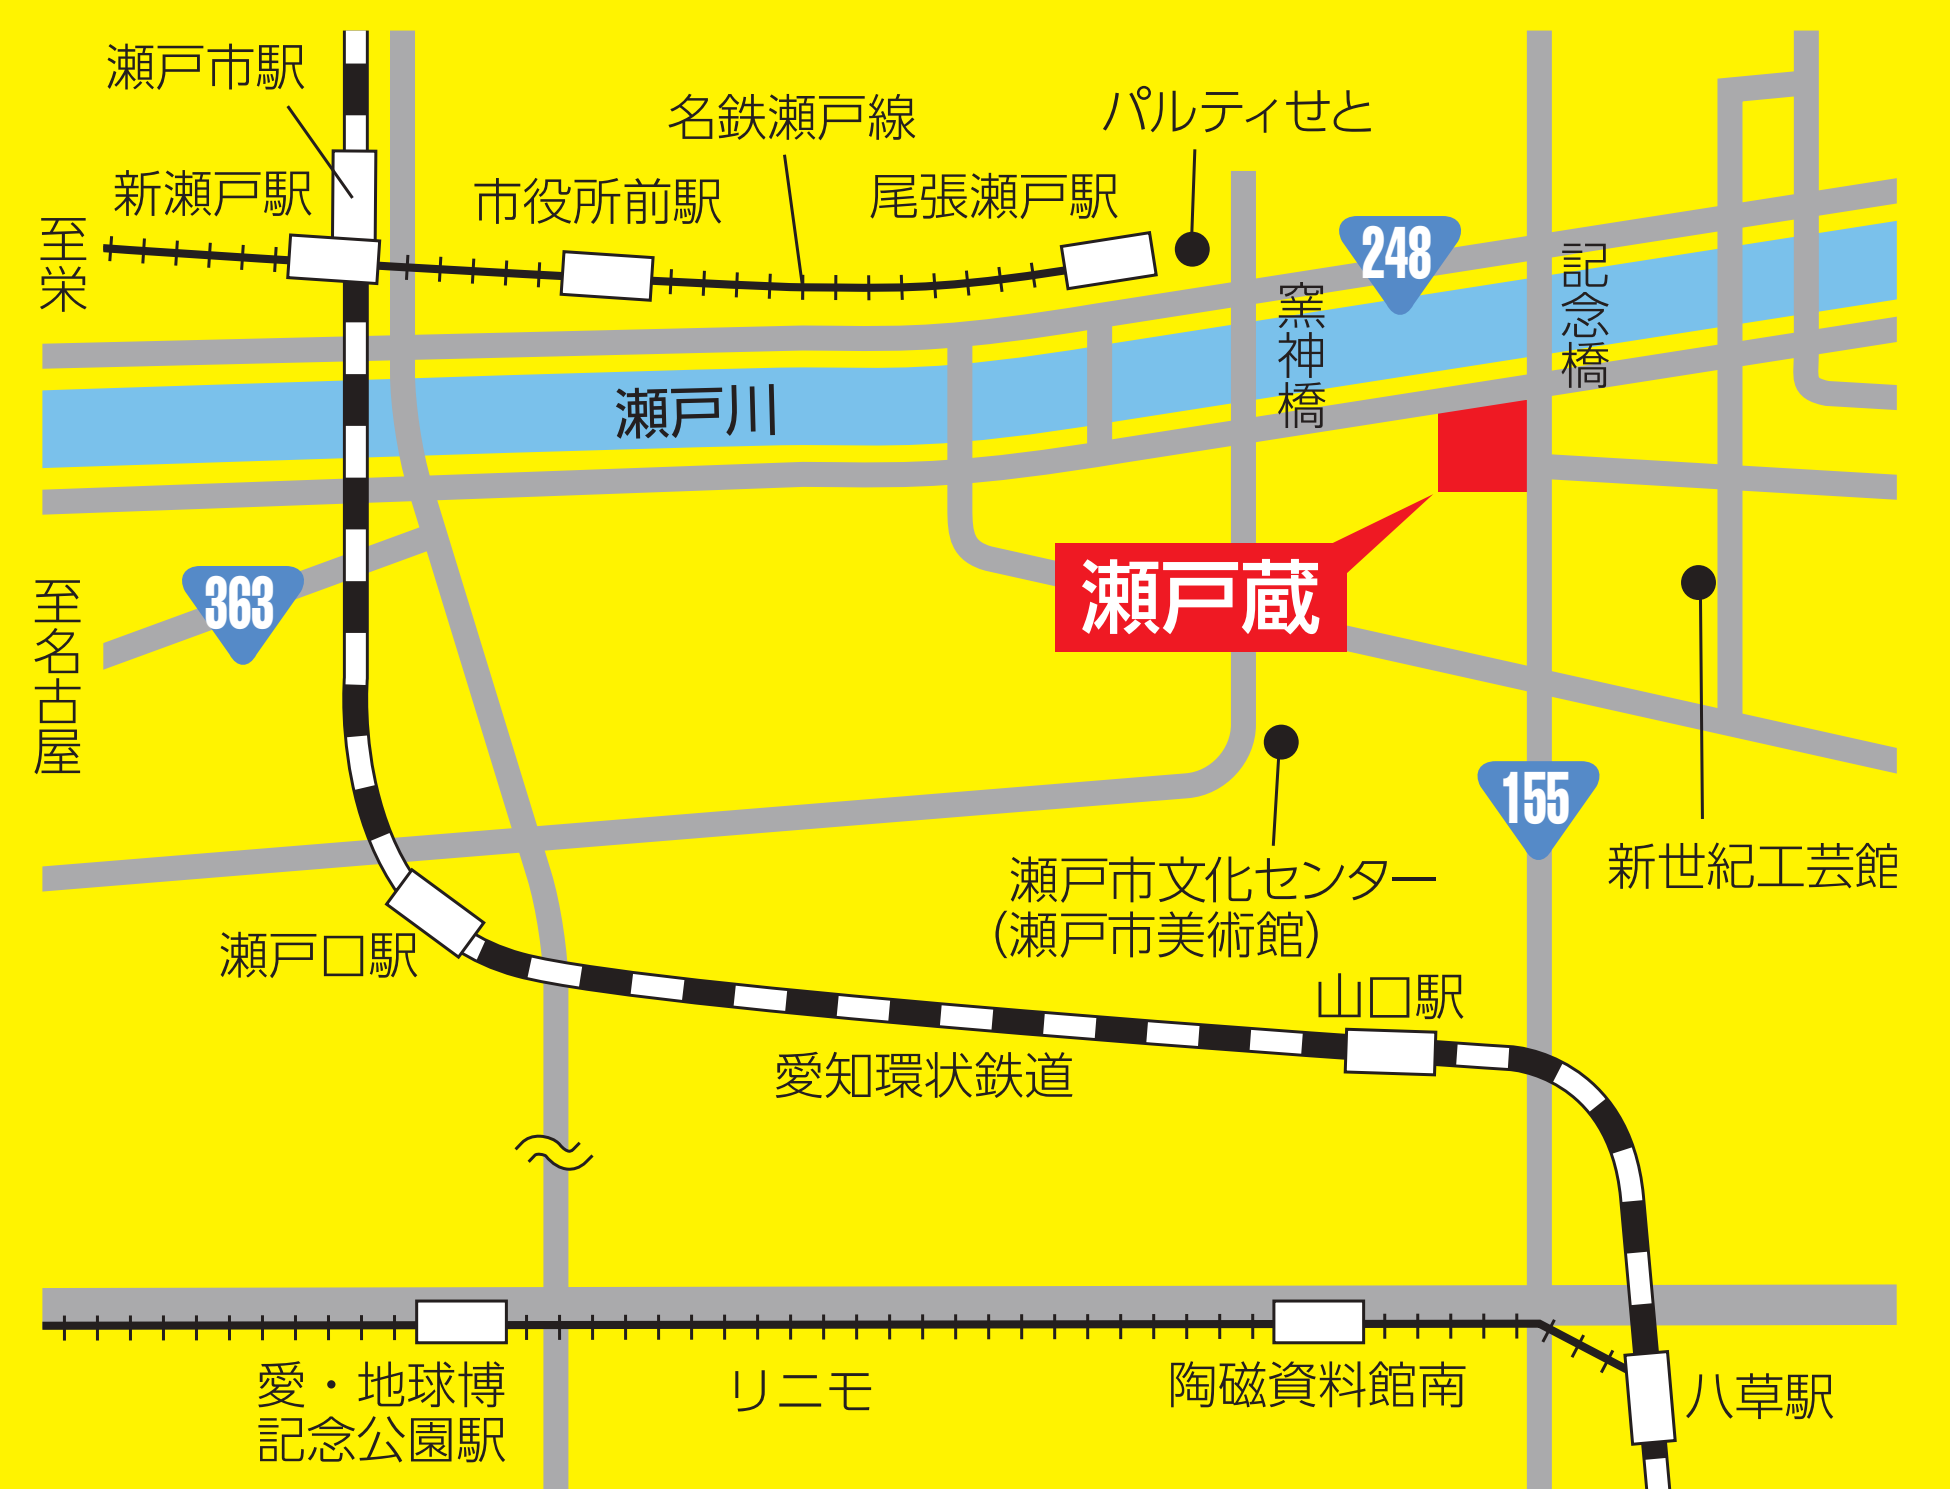 瀬戸市駅
名鉄瀬戸線
パルティせと
新瀬戸駅
市役所前駅
尾張瀬戸駅
至栄
248
記念橋
窯神橋
瀬戸川
363
瀬戸蔵
至名古屋
155
新世紀工芸館
瀬戸市文化センター
(瀬戸市美術館)
瀬戸口駅
山口駅
愛知環状鉄道
愛・地球博
記念公園駅
リニモ
陶磁資料館南
八草駅